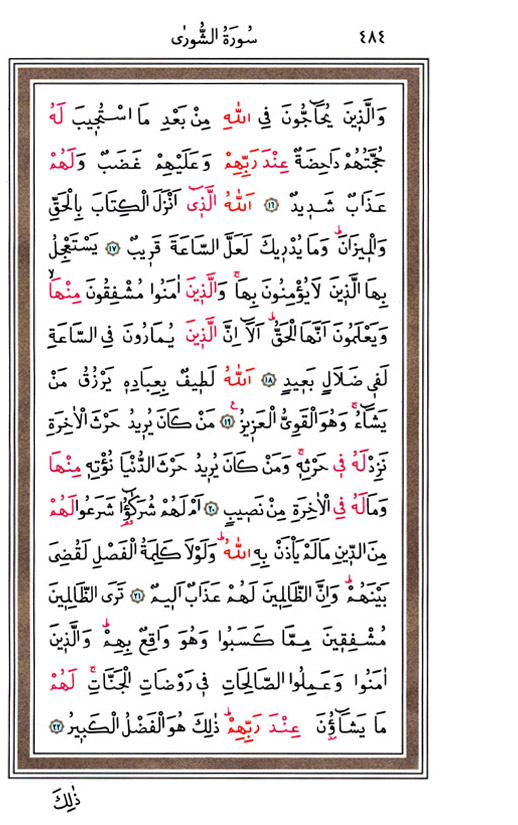 ٤٨٤ سُورَةُ الشُّورٰى
وَالَّذِينَ يُحَٓاجُّونَ فِي اللّٰهِ مِنْ بَعْدِ مَا اسْتُجِيبَ لَهُ
حُجَّتُهُمْ دَاحِضَةٌ عِنْدَ رَبِّهِمْ وَعَلَيْهِمْ غَضَبٌ وَلَهُمْ
عَذَابٌ شَدِيدٌ ﴿١٦﴾ اَللّٰهُ الَّذِٓي اَنْزَلَ الْكِتَابَ بِالْحَقِّ
وَالْمِيزَانَۜ وَمَا يُدْرِيكَ لَعَلَّ السَّاعَةَ قَرِيبٌ ﴿١٧﴾ يَسْتَعْجِلُ
بِهَا الَّذِينَ لَا يُؤْمِنُونَ بِهَاۚ وَالَّذِينَ اٰمَنُوا مُشْفِقُونَ مِنْهَاۙ
وَيَعْلَمُونَ اَنَّهَا الْحَقُّۜ اَلَٓا اِنَّ الَّذِينَ يُمَارُونَ فِي السَّاعَةِ
لَفِي ضَلَالٍ بَعِيدٍ ﴿١٨﴾ اَللّٰهُ لَطِيفٌ بِعِبَادِهِ يَرْزُقُ مَنْ
يَشَٓاءُۚ وَهُوَ الْقَوِيُّ الْعَزِيزُ۟ ﴿١٩﴾ مَنْ كَانَ يُرِيدُ حَرْثَ الْاٰخِرَةِ
نَزِدْ لَهُ فِي حَرْثِهِۚ وَمَنْ كَانَ يُرِيدُ حَرْثَ الدُّنْيَا نُؤْتِهِ مِنْهَا
وَمَا لَهُ فِي الْاٰخِرَةِ مِنْ نَصِيبٍ ﴿٢٠﴾ اَمْ لَهُمْ شُرَكٰٓؤُ۬ا شَرَعُوا لَهُمْ
مِنَ الدِّينِ مَا لَمْ يَأْذَنْ بِهِ اللّٰهُۜ وَلَوْلَا كَلِمَةُ الْفَصْلِ لَقُضِيَ
بَيْنَهُمْۜ وَاِنَّ الظَّالِمِينَ لَهُمْ عَذَابٌ اَلِيمٌ ﴿٢١﴾ تَرَى الظَّالِمِينَ
مُشْفِقِينَ مِمَّا كَسَبُوا وَهُوَ وَاقِعٌ بِهِمْۜ وَالَّذِينَ
اٰمَنُوا وَعَمِلُوا الصَّالِحَاتِ فِي رَوْضَاتِ الْجَنَّاتِۚ لَهُمْ
مَا يَشَٓاؤُ۫نَ عِنْدَ رَبِّهِمْۜ ذٰلِكَ هُوَ الْفَضْلُ الْكَبِيرُ ﴿٢٢﴾
ذٰلِكَ